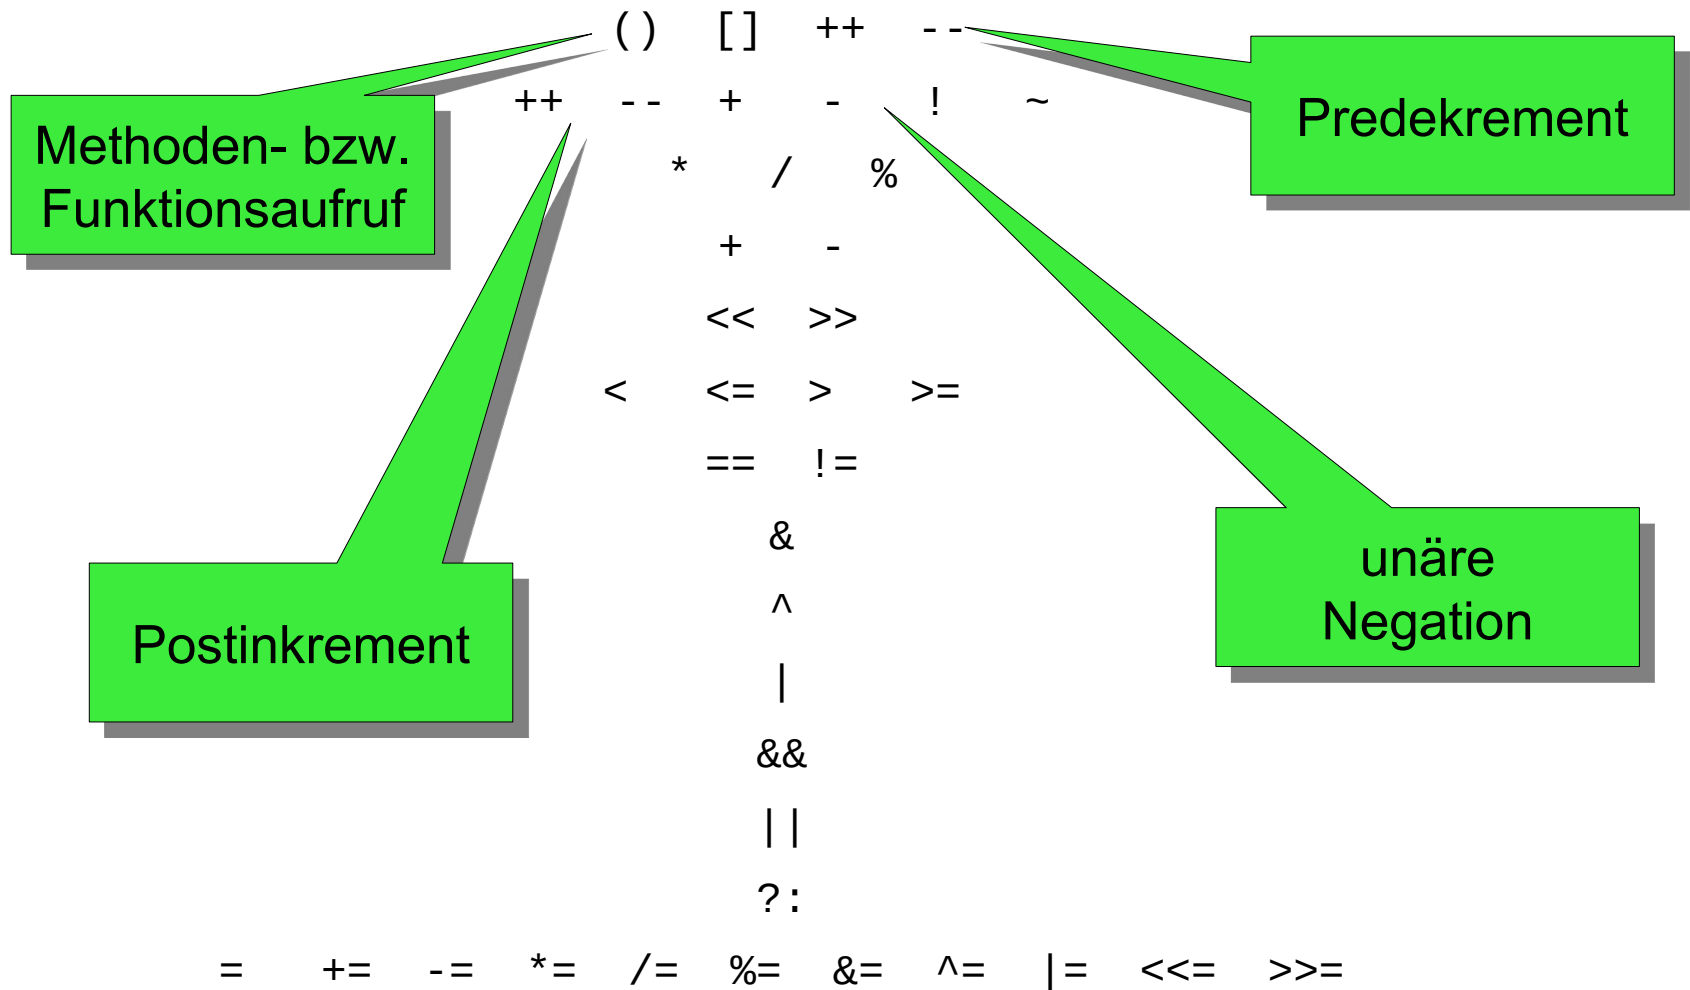 () [] ++ --
++ -- + - ! ~
* / %
+ -
<< >>
< <= > >=
== !=
&
^
|
&&
||
?:
= += -= *= /= %= &= ^= |= <<= >>=
Methoden- bzw.
Funktionsaufruf
Predekrement
Postinkrement
unäre
Negation